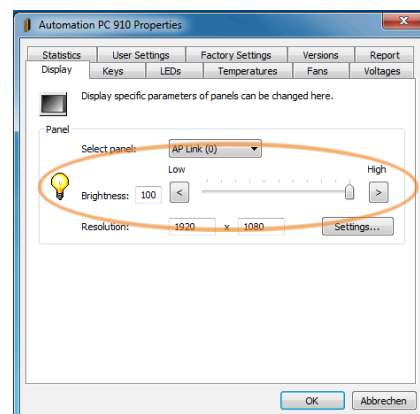 Automation PC 910 Properties
Statistics User Settings Factory Settings Versions Report
Display Keys LEDs Temperatures Fans Voltages
Display specific parameters of panels can be changed here.
Panel
Select panel: AP Link (0)
Low High
Brightness: 100 < >
Resolution: 1920 x 1080 Settings...
OK Abbrechen